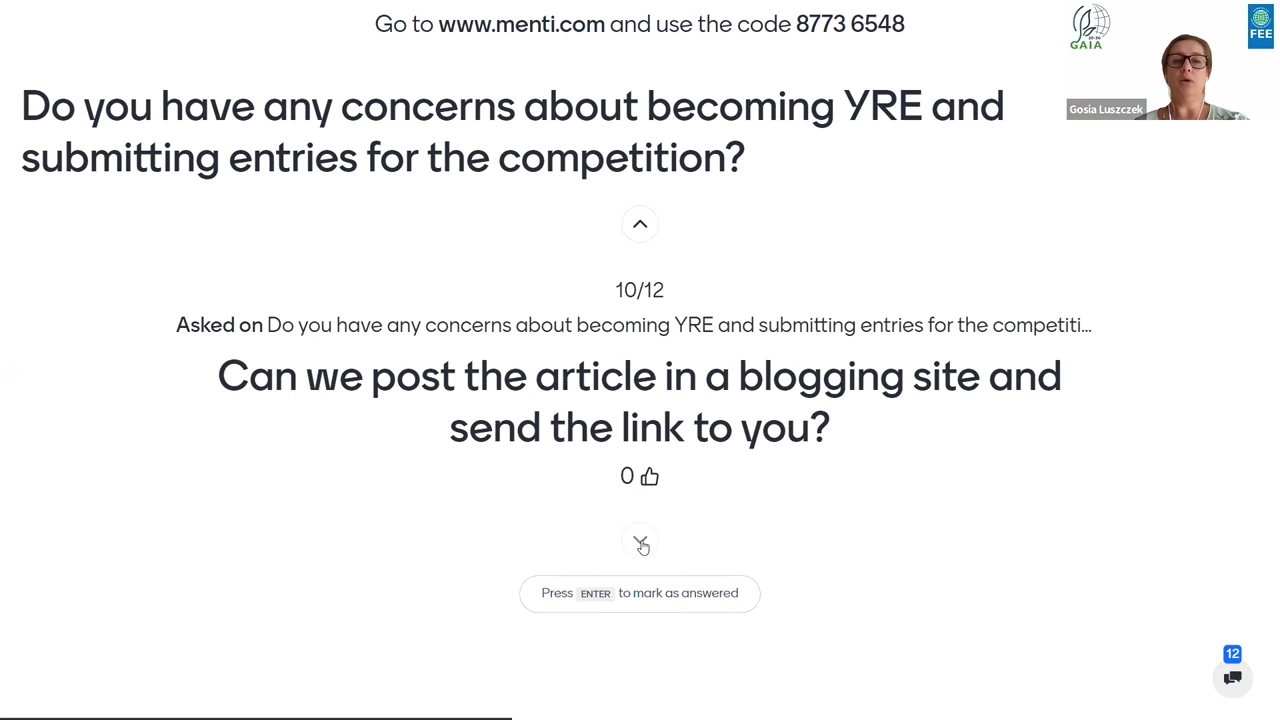 Go to www.menti.com and use the code 8773 6548
GAIA
20:30
FEE
Gosia Luszczek
Do you have any concerns about becoming YRE and
submitting entries for the competition?
10/12
Asked on Do you have any concerns about becoming YRE and submitting entries for the competiti...
Can we post the article in a blogging site and
send the link to you?
0
Press ENTER to mark as answered
12